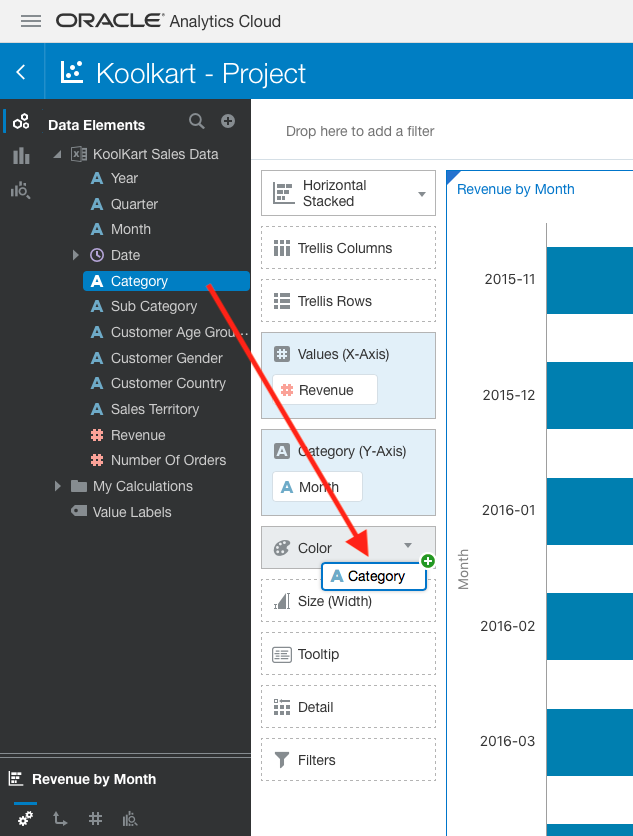 ORACLE® Analytics Cloud
Koolkart - Project
Data Elements
KoolKart Sales Data
A Year
A Quarter
A Month
Date
A Category
A Sub Category
A Customer Age Grou...
A Customer Gender
A Customer Country
A Sales Territory
# Revenue
# Number Of Orders
My Calculations
Value Labels
Revenue by Month
#
Drop here to add a filter
Horizontal
Stacked
Trellis Columns
Trellis Rows
# Values (X-Axis)
# Revenue
A Category (Y-Axis)
A Month
Color
A Category
Size (Width)
Tooltip
Detail
Filters
Revenue by Month
Month
2015-11
2015-12
2016-01
2016-02
2016-03